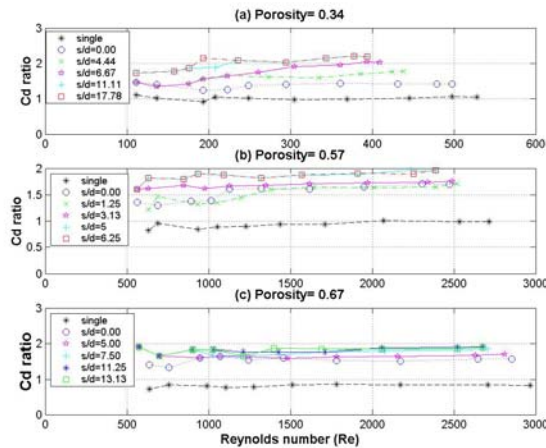 (a) Porosity= 0.34
Cd ratio
3
2
1
0
single
s/d=0.00
s/d=4.44
s/d=6.67
s/d=11.11
s/d=17.78
0 100 200 300 400 500 600
(b) Porosity= 0.57
Cd ratio
2
1.5
1
0.5
0
single
s/d=0.00
s/d=1.25
s/d=3.13
s/d=5
s/d=6.25
0 500 1000 1500 2000 2500 3000
(c) Porosity= 0.67
Cd ratio
3
2
1
0
single
s/d=0.00
s/d=5.00
s/d=7.50
s/d=11.25
s/d=13.13
0 500 1000 1500 2000 2500 3000
Reynolds number (Re)